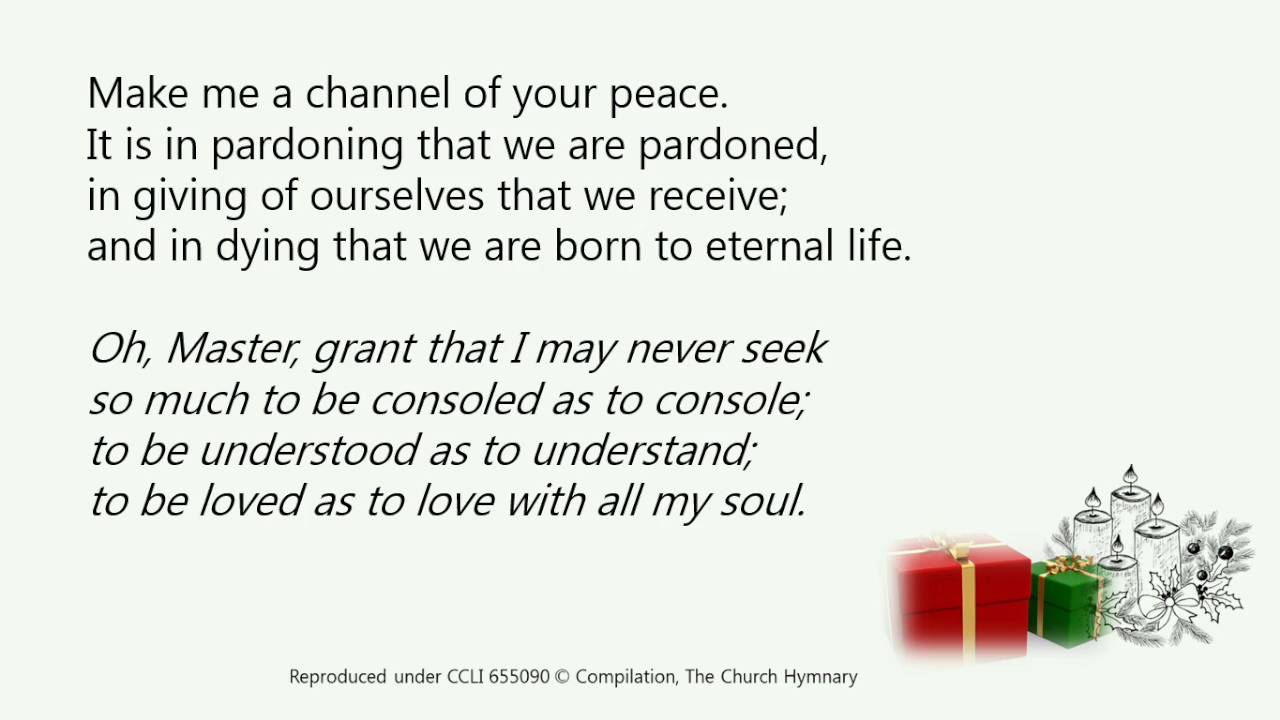 Make me a channel of your peace.
It is in pardoning that we are pardoned,
in giving of ourselves that we receive;
and in dying that we are born to eternal life.
Oh, Master, grant that I may never seek
so much to be consoled as to console;
to be understood as to understand;
to be loved as to love with all my soul.
Reproduced under CCLI 655090 © Compilation, The Church Hymnary